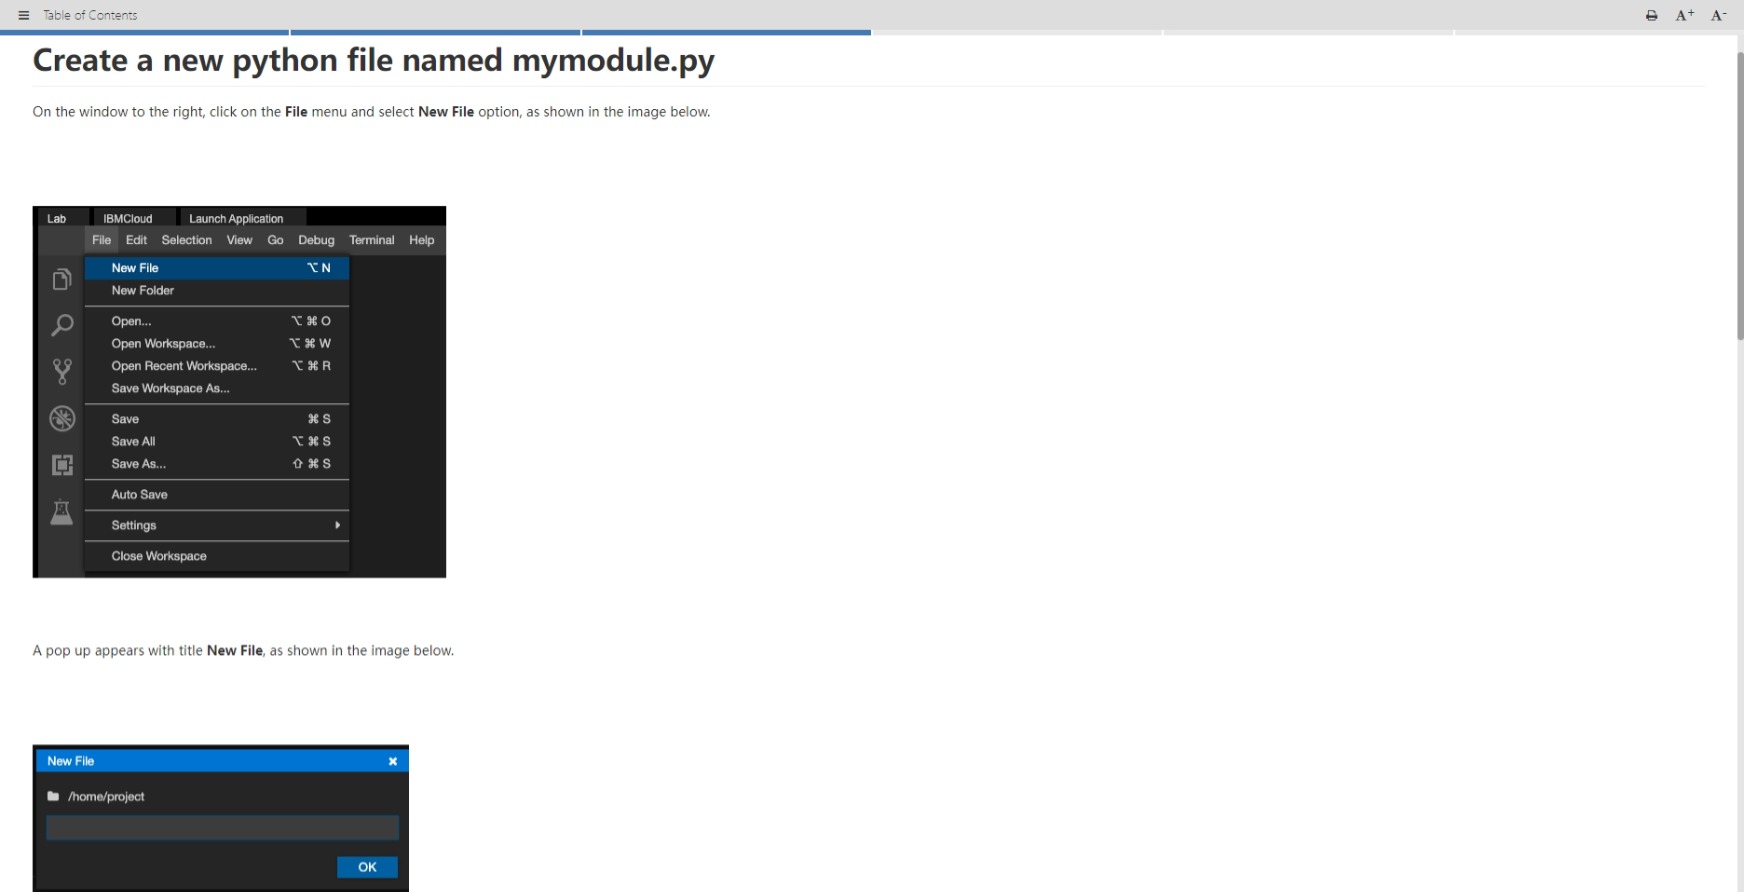 Table of Contents
A+ A-
Create a new python file named mymodule.py
On the window to the right, click on the File menu and select New File option, as shown in the image below.
Lab IBMCloud Launch Application
File Edit Selection View Go Debug Terminal Help
New File ⌥ N
New Folder
Open... ⌥ ⌘ O
Open Workspace... ⌥ ⌘ W
Open Recent Workspace... ⌥ ⌘ R
Save Workspace As...
Save ⌘ S
Save All ⌥ ⌘ S
Save As... ⇧ ⌘ S
Auto Save
Settings
Close Workspace
A pop up appears with title New File, as shown in the image below.
New File
/home/project
OK